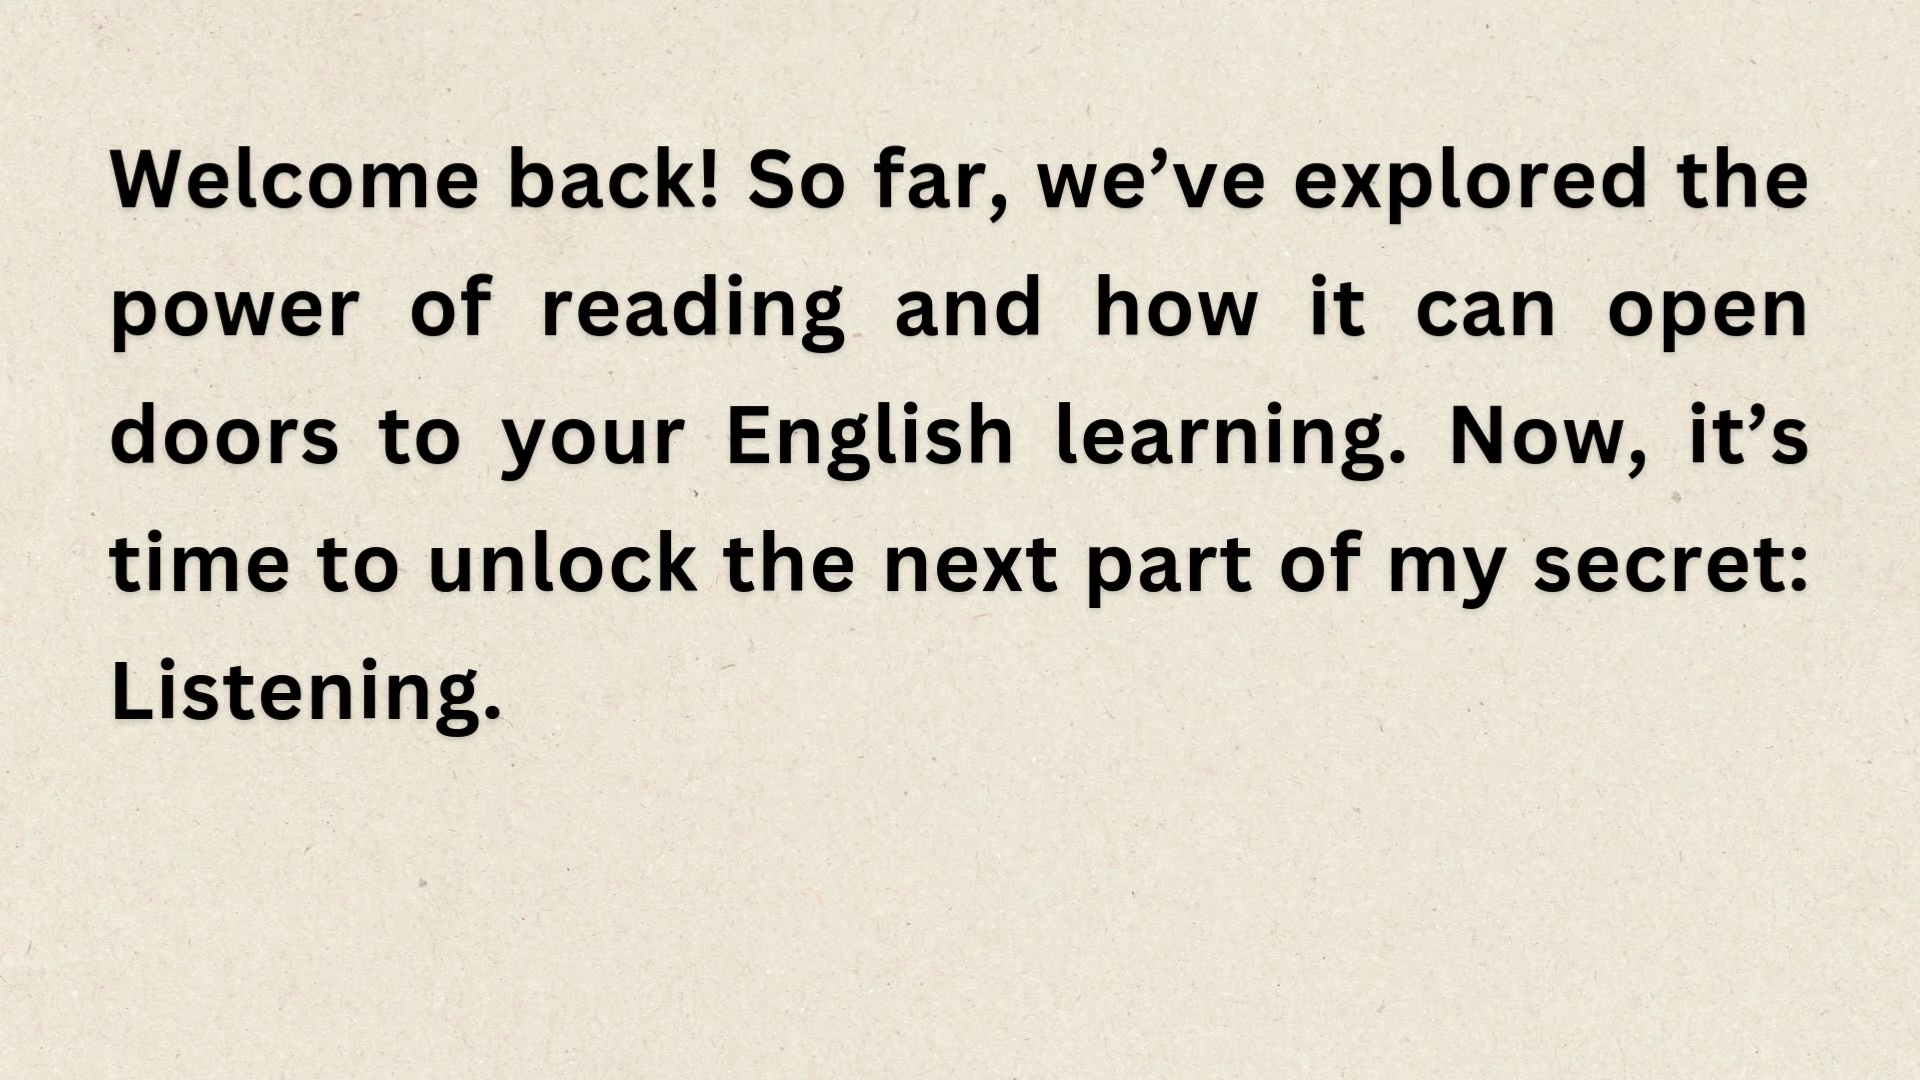 Welcome back! So far, we’ve explored the
power of reading and how it can open
doors to your English learning. Now, it’s
time to unlock the next part of my secret:
Listening.